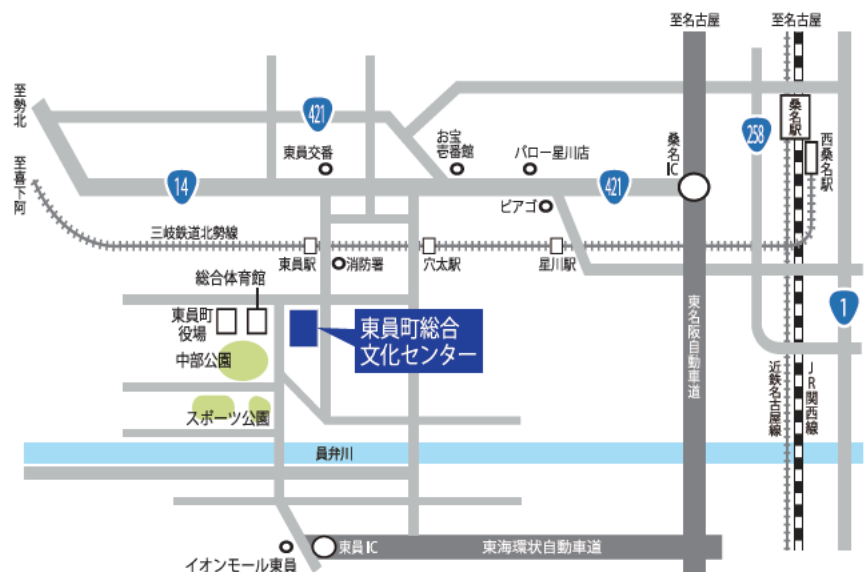 至名古屋
至名古屋
至勢北
421
258
桑名駅
東員交番
お宝
壱番館
バロー星川店
桑名IC
西桑名駅
至喜下阿
14
421
ピアゴ
三岐鉄道北勢線
東員駅
消防署
穴太駅
星川駅
総合体育館
東員町
役場
東員町総合
文化センター
東名阪自動車道
1
中部公園
近鉄名古屋線
JR関西線
スポーツ公園
員弁川
イオンモール東員
東員IC
東海環状自動車道